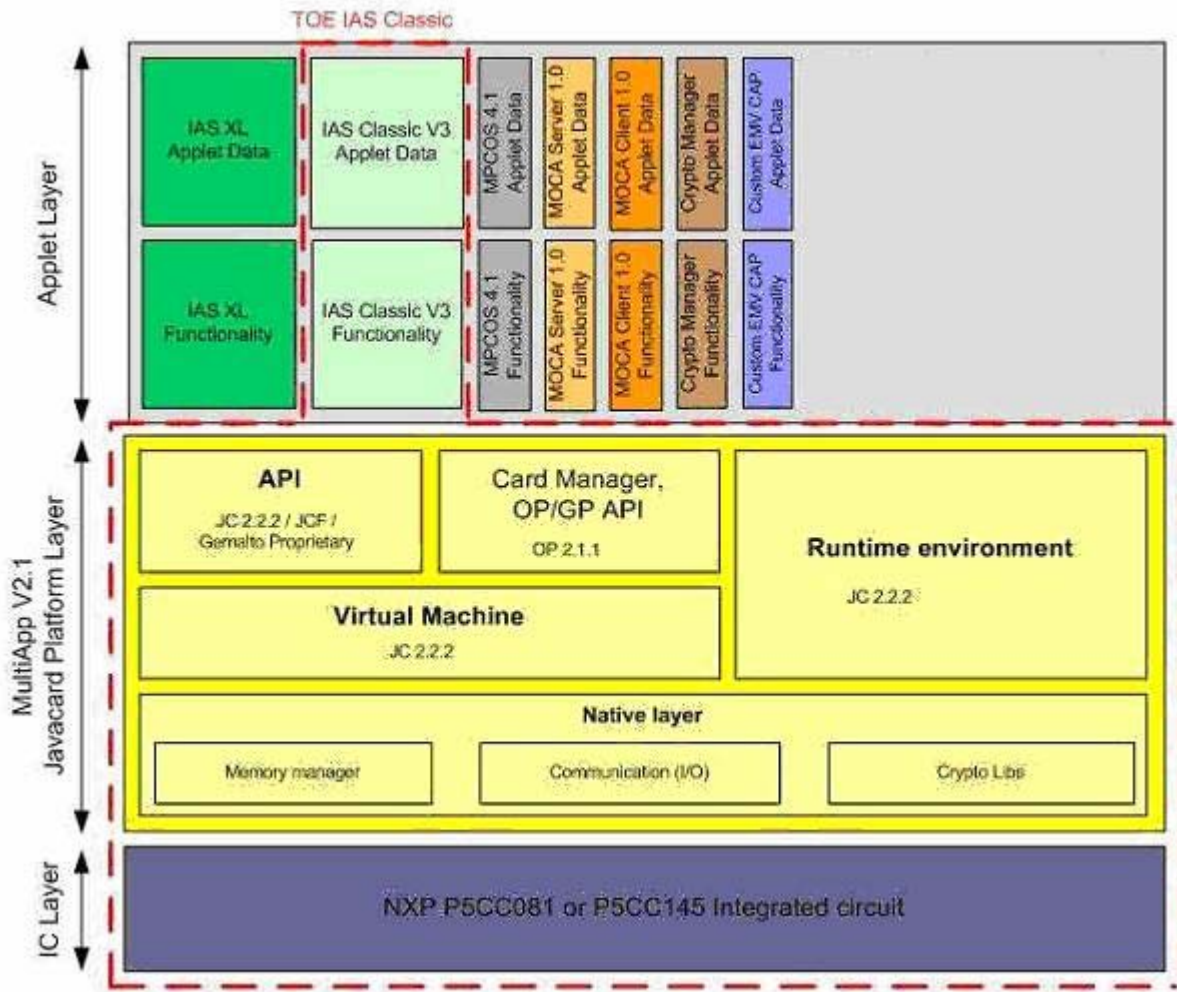 TOE IAS Classic
Applet Layer
IAS XL
Applet Data
IAS Classic V3
Applet Data
MPCOS 4.1
Applet Data
MOCA Server 1.0
Applet Data
MOCA Client 1.0
Applet Data
Crypto Manager
Applet Data
Custom EMV CAP
Applet Data
IAS XL
Functionality
IAS Classic V3
Functionality
MPCOS 4.1
Functionality
MOCA Server 1.0
Functionality
MOCA Client 1.0
Functionality
Crypto Manager
Functionality
Custom EMV CAP
Functionality
MultiApp V2.1
Javacard Platform Layer
API
JC 2.2.2 / JCF /
Gemalto Proprietary
Card Manager,
OP/GP API
OP 2.1.1
Runtime environment
JC 2.2.2
Virtual Machine
JC 2.2.2
Native layer
Memory manager
Communication (I/O)
Crypto Libs
IC Layer
NXP P5CC081 or P5CC145 Integrated circuit